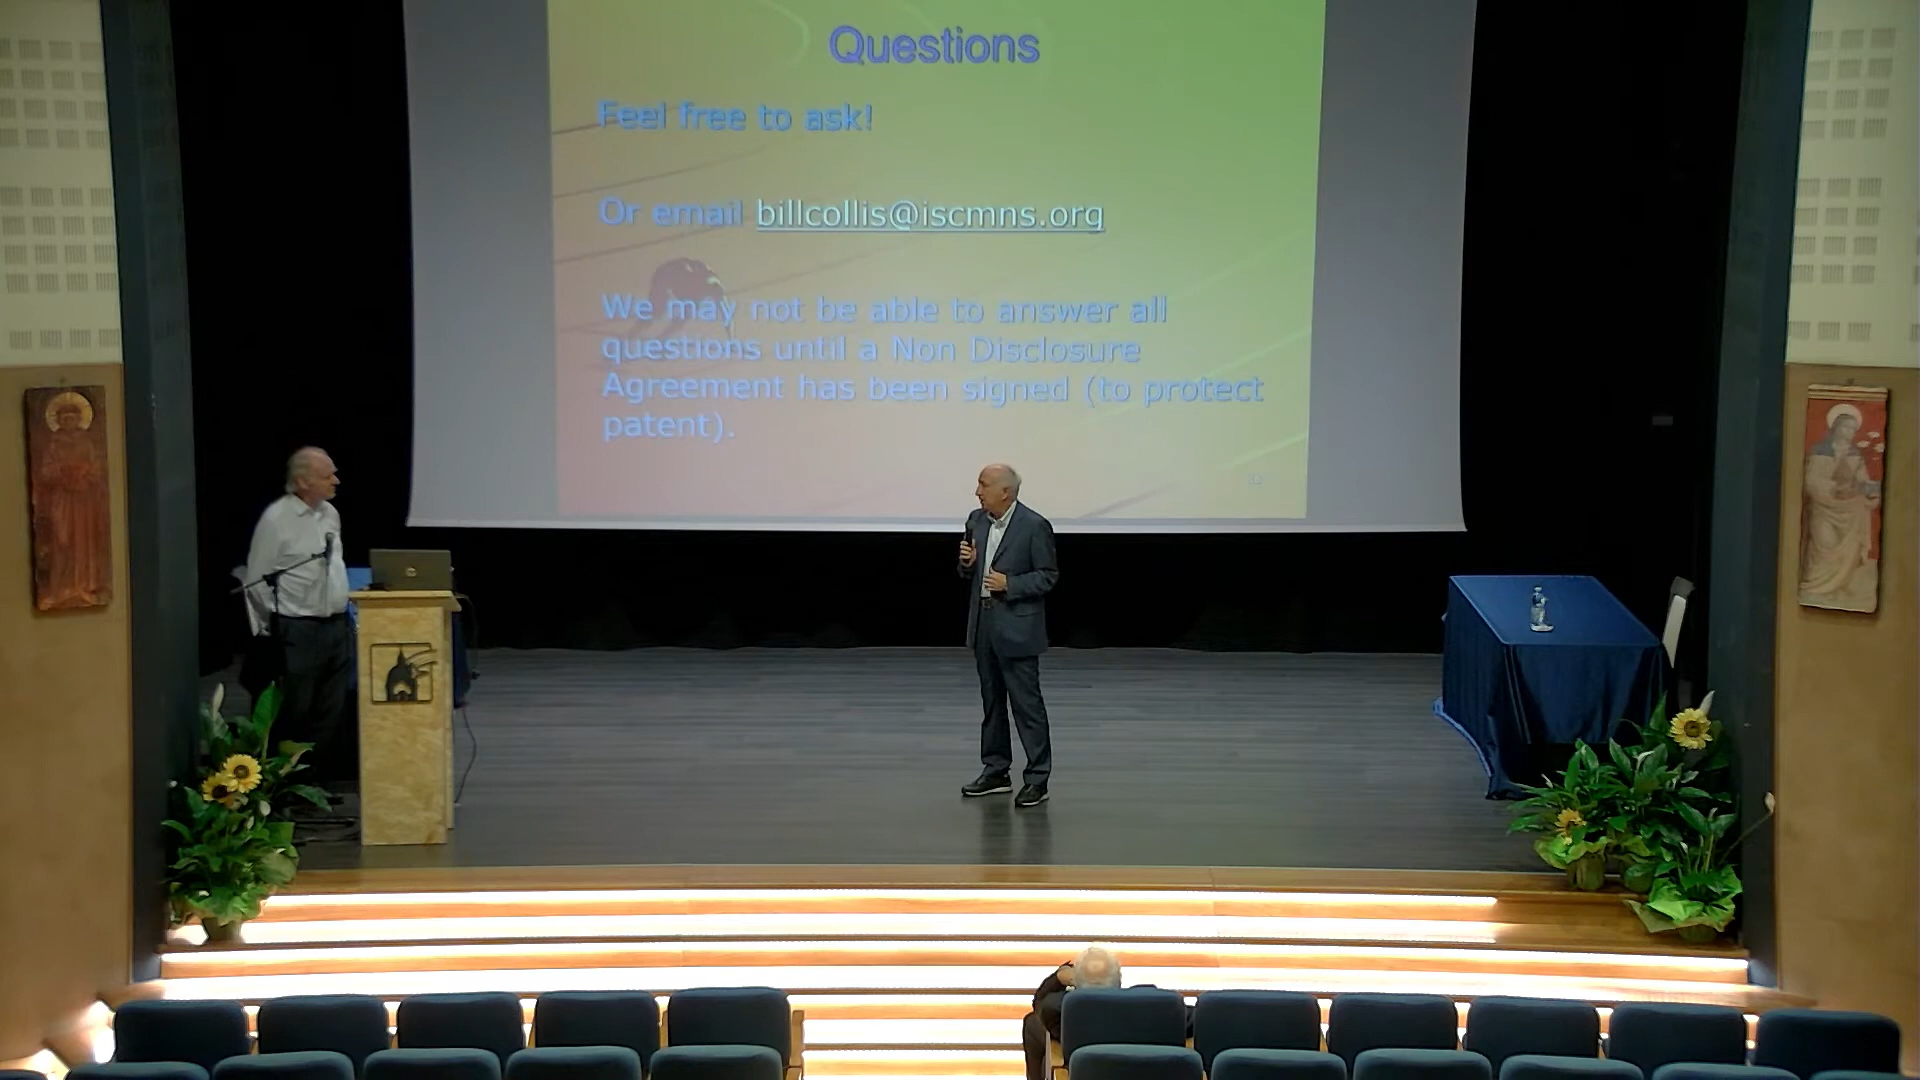 Questions
Feel free to ask!
Or email billcollis@iscmns.org
We may not be able to answer all
questions until a Non Disclosure
Agreement has been signed (to protect
patent).